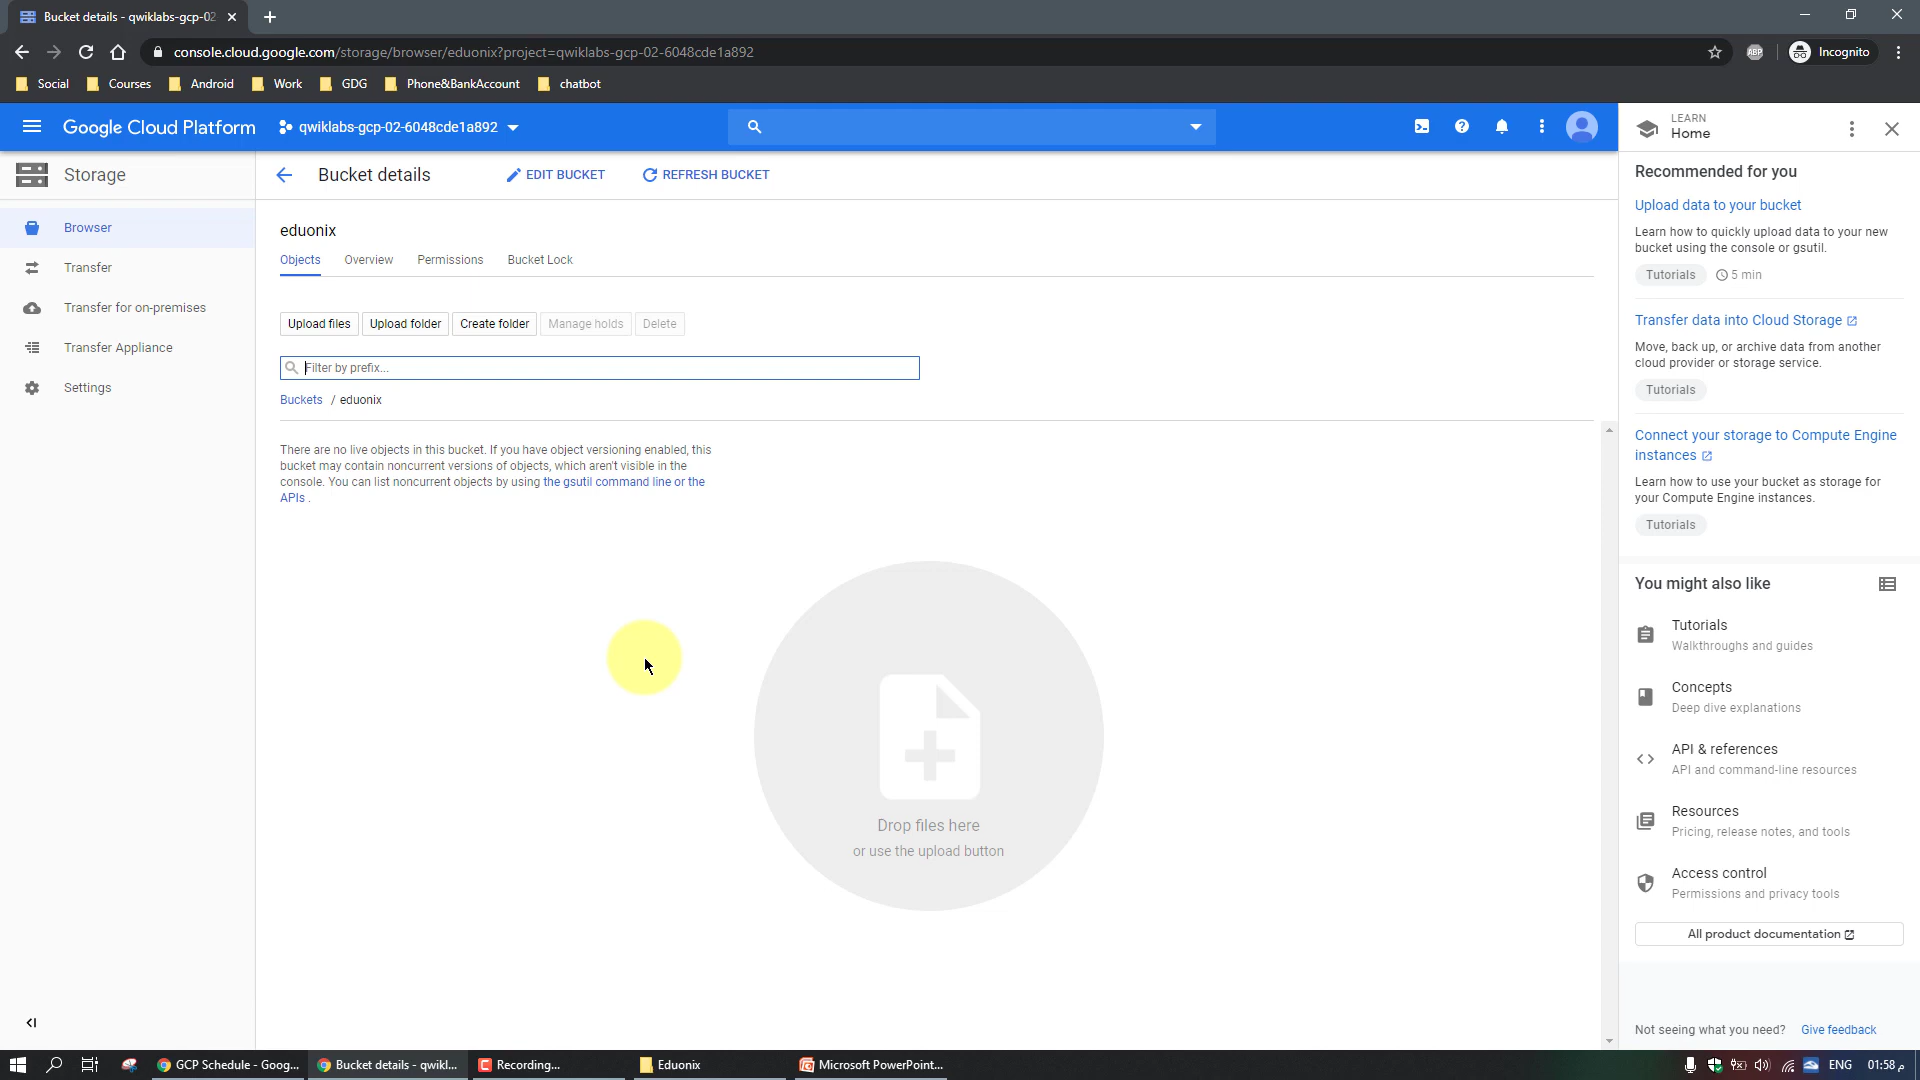 Bucket details - qwiklabs-gcp-02
console.cloud.google.com/storage/browser/eduonix?project=qwiklabs-gcp-02-6048cde1a892
ABP
Incognito
Social
Courses
Android
Work
GDG
Phone&BankAccount
chatbot
Google Cloud Platform
qwiklabs-gcp-02-6048cde1a892
LEARN
Home
Storage
Bucket details
EDIT BUCKET
REFRESH BUCKET
Browser
Transfer
Transfer for on-premises
Transfer Appliance
Settings
eduonix
Objects
Overview
Permissions
Bucket Lock
Upload files
Upload folder
Create folder
Manage holds
Delete
Filter by prefix...
Buckets / eduonix
There are no live objects in this bucket. If you have object versioning enabled, this
bucket may contain noncurrent versions of objects, which aren't visible in the
console. You can list noncurrent objects by using the gsutil command line or the
APIs .
Drop files here
or use the upload button
Recommended for you
Upload data to your bucket
Learn how to quickly upload data to your new
bucket using the console or gsutil.
Tutorials
5 min
Transfer data into Cloud Storage
Move, back up, or archive data from another
cloud provider or storage service.
Tutorials
Connect your storage to Compute Engine
instances
Learn how to use your bucket as storage for
your Compute Engine instances.
Tutorials
You might also like
Tutorials
Walkthroughs and guides
Concepts
Deep dive explanations
API & references
API and command-line resources
Resources
Pricing, release notes, and tools
Access control
Permissions and privacy tools
All product documentation
Not seeing what you need?
Give feedback
GCP Schedule - Goog...
Bucket details - qwikl...
Recording...
Eduonix
Microsoft PowerPoint...
ENG
01:58 م